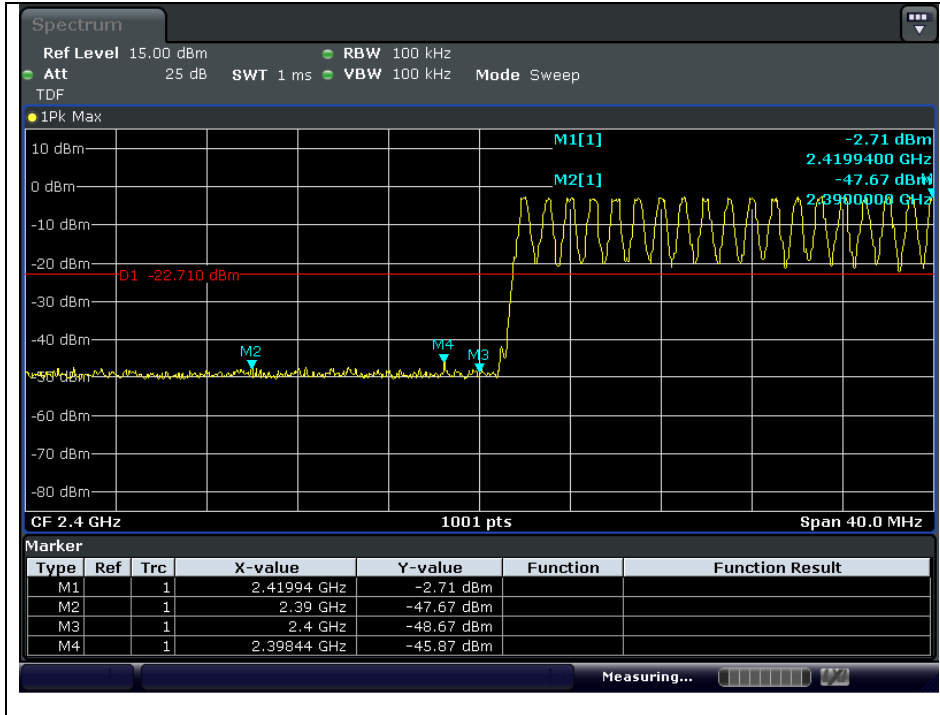 Spectrum
Ref Level 15.00 dBm RBW 100 kHz
Att 25 dB SWT 1 ms VBW 100 kHz Mode Sweep
TDF
1Pk Max
M1[1] -2.71 dBm
2.4199400 GHz
M2[1] -47.67 dBm
2.3900000 GHz
10 dBm
0 dBm
-10 dBm
-20 dBm
D1 -22.710 dBm
-30 dBm
-40 dBm
M2 M4 M3
-50 dBm
-60 dBm
-70 dBm
-80 dBm
CF 2.4 GHz 1001 pts Span 40.0 MHz
Marker
Type Ref Trc X-value Y-value Function Function Result
M1 1 2.41994 GHz -2.71 dBm
M2 1 2.39 GHz -47.67 dBm
M3 1 2.4 GHz -48.67 dBm
M4 1 2.39844 GHz -45.87 dBm
Measuring...